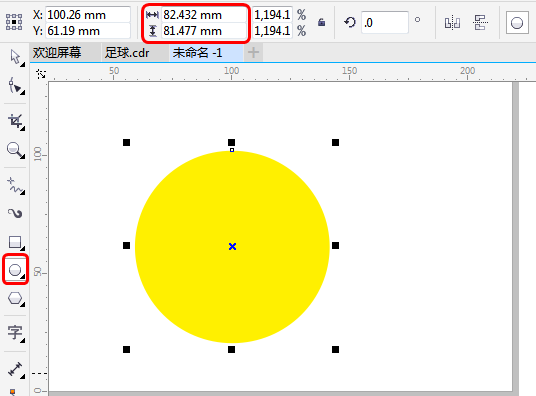 X: 100.26 mm 82.432 mm 1,194.1 %
Y: 61.19 mm 81.477 mm 1,194.1 % .0 °
欢迎屏幕 足球.cdr 未命名 -1
50 100 150 200
100
50
0
字